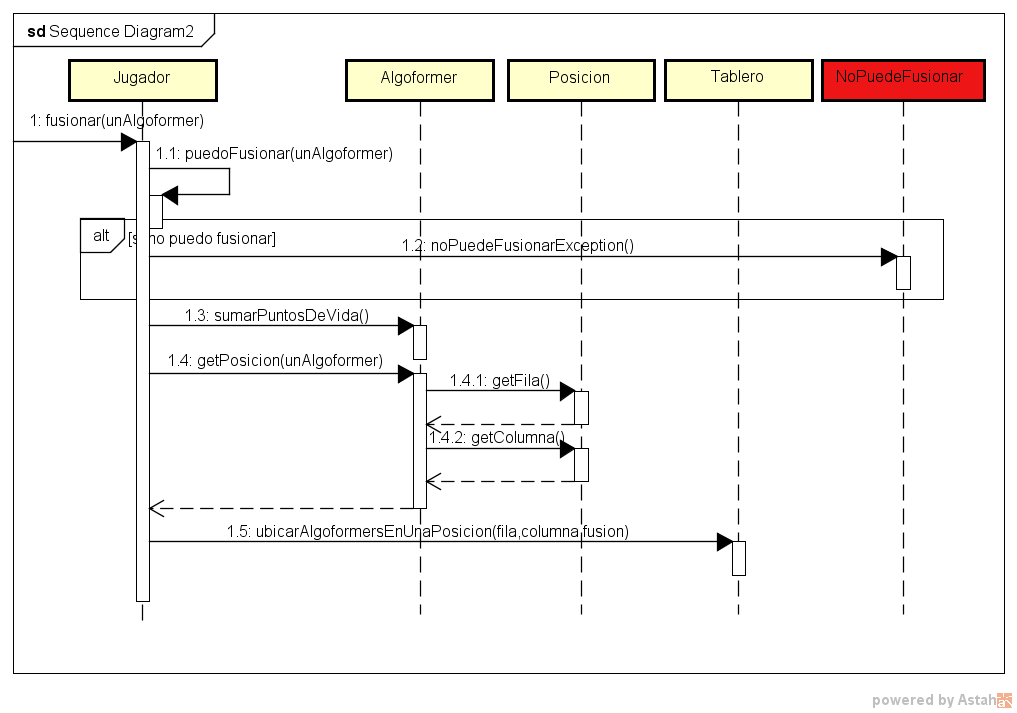 sd Sequence Diagram2
Jugador
Algoformer
Posicion
Tablero
NoPuedeFusionar
1: fusionar(unAlgoformer)
1.1: puedoFusionar(unAlgoformer)
alt
[si no puedo fusionar]
1.2: noPuedeFusionarException()
1.3: sumarPuntosDeVida()
1.4: getPosicion(unAlgoformer)
1.4.1: getFila()
1.4.2: getColumna()
1.5: ubicarAlgoformersEnUnaPosicion(fila,columna,fusion)
powered by Astah